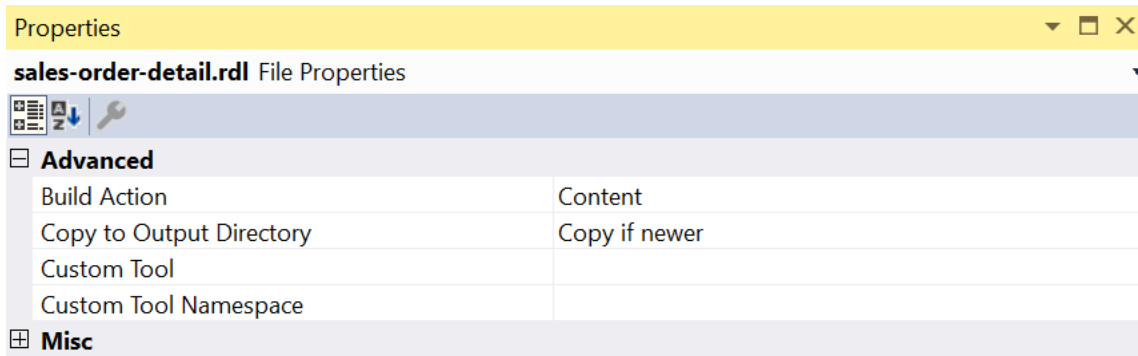 Properties
sales-order-detail.rdl File Properties
Advanced
Build Action Content
Copy to Output Directory Copy if newer
Custom Tool
Custom Tool Namespace
Misc